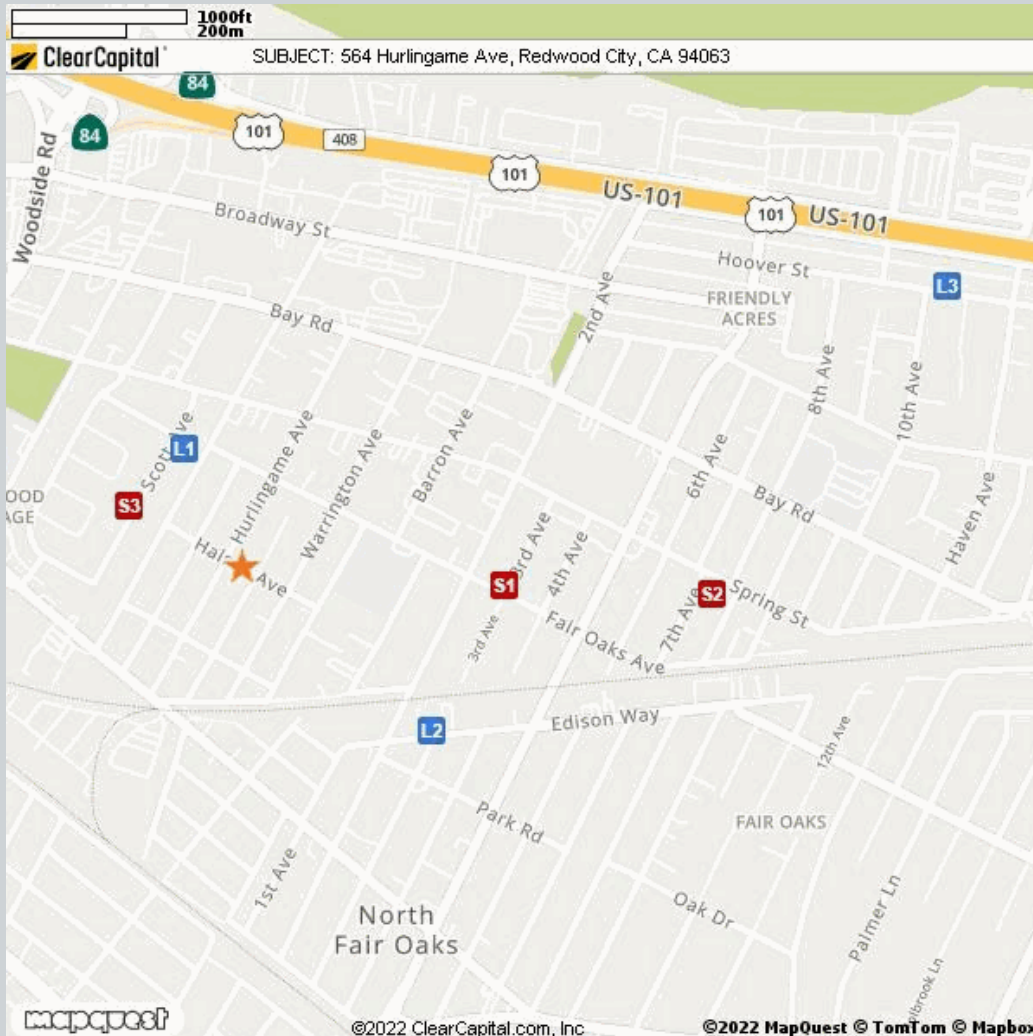 1000ft
200m
ClearCapital
SUBJECT: 564 Hurlingame Ave, Redwood City, CA 94063
84
84
101
408
101
US-101
101
US-101
Woodside Rd
Broadway St
Hoover St
L3
FRIENDLY
ACRES
Bay Rd
2nd Ave
8th Ave
10th Ave
Scott Ave
L1
Hurlingame Ave
Warrington Ave
Barron Ave
6th Ave
Bay Rd
Haven Ave
S3
3rd Ave
4th Ave
S1
S2
Spring St
7th Ave
3rd Ave
Fair Oaks Ave
L2
Edison Way
12th Ave
Park Rd
FAIR OAKS
1st Ave
Oak Dr
Palmer Ln
North
Fair Oaks
mapquest
©2022 ClearCapital.com, Inc
©2022 MapQuest © TomTom © Mapbox